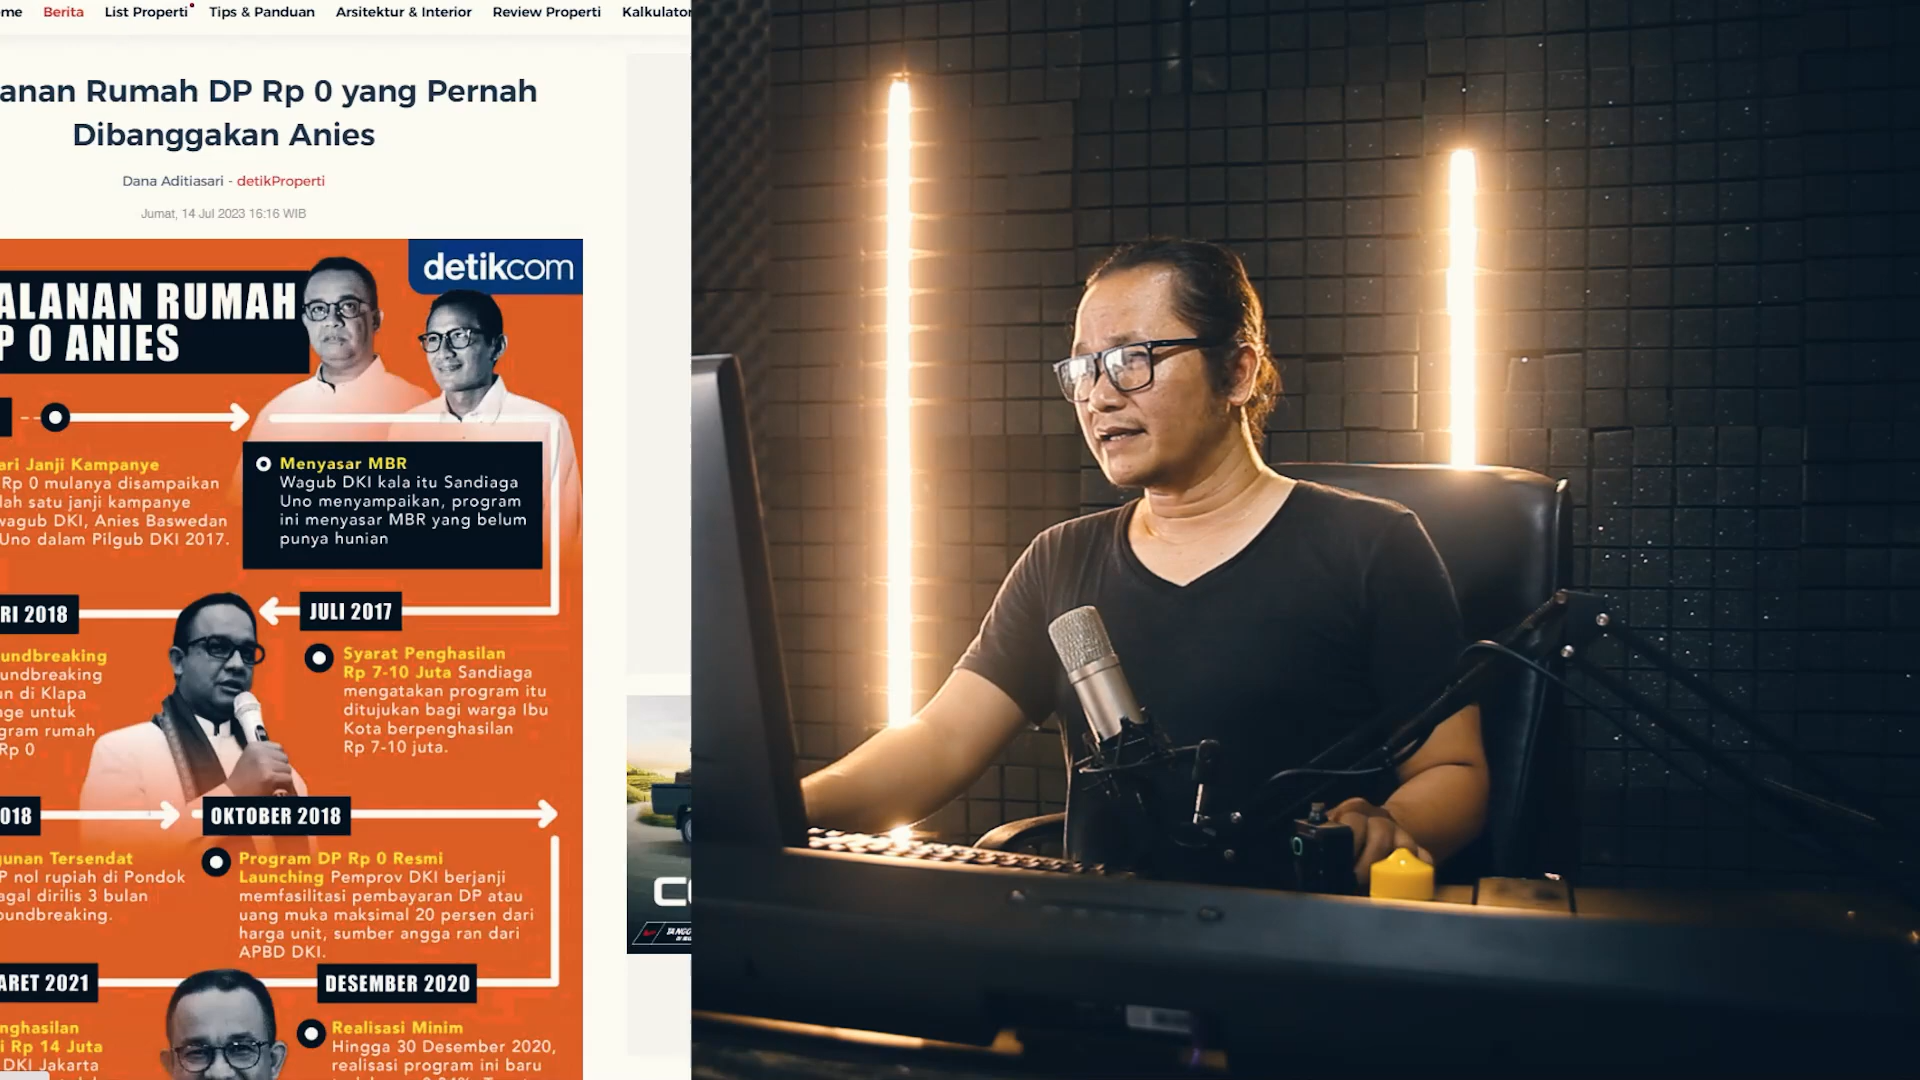 Berita List Properti Tips & Panduan Arsitektur & Interior Review Properti Kalkulator
Rumah DP Rp 0 yang Pernah
Dibanggakan Anies
Dana Aditiasari - detikProperti
Jumat, 14 Jul 2023 16:16 WIB
detikcom
ALANAN RUMAH
P 0 ANIES
ari Janji Kampanye
Rp 0 mulanya disampaikan
lah satu janji kampanye
wagub DKI, Anies Baswedan
Uno dalam Pilgub DKI 2017.
Menyasar MBR
Wagub DKI kala itu Sandiaga
Uno menyampaikan, program
ini menyasar MBR yang belum
punya hunian
RI 2018
JULI 2017
undbreaking
undbreaking
un di Klapa
nge untuk
gram rumah
Rp 0
Syarat Penghasilan
Rp 7-10 Juta Sandiaga
mengatakan program itu
ditujukan bagi warga Ibu
Kota berpenghasilan
Rp 7-10 juta.
018
OKTOBER 2018
gunan Tersendat
P nol rupiah di Pondok
agal dirilis 3 bulan
oundbreaking.
Program DP Rp 0 Resmi
Launching Pemprov DKI berjanji
memfasilitasi pembayaran DP atau
uang muka maksimal 20 persen dari
harga unit, sumber angga ran dari
APBD DKI.
ARET 2021
DESEMBER 2020
nghasilan
i Rp 14 Juta
DKI Jakarta
Realisasi Minim
Hingga 30 Desember 2020,
realisasi program ini baru